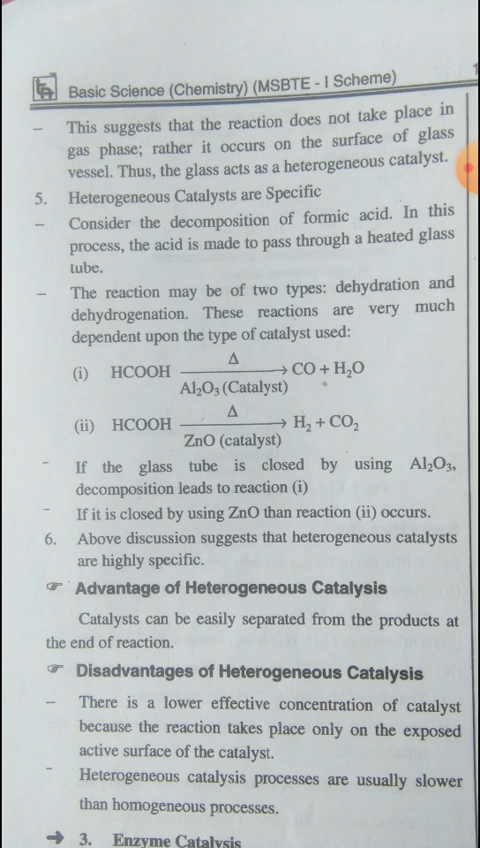 Basic Science (Chemistry) (MSBTE - I Scheme)
– This suggests that the reaction does not take place in
gas phase; rather it occurs on the surface of glass
vessel. Thus, the glass acts as a heterogeneous catalyst.
5. Heterogeneous Catalysts are Specific
– Consider the decomposition of formic acid. In this
process, the acid is made to pass through a heated glass
tube.
– The reaction may be of two types: dehydration and
dehydrogenation. These reactions are very much
dependent upon the type of catalyst used:
(i) HCOOH Δ → CO + H₂O
Al₂O₃ (Catalyst)
(ii) HCOOH Δ → H₂ + CO₂
ZnO (catalyst)
- If the glass tube is closed by using Al₂O₃,
decomposition leads to reaction (i)
- If it is closed by using ZnO than reaction (ii) occurs.
6. Above discussion suggests that heterogeneous catalysts
are highly specific.
☞ Advantage of Heterogeneous Catalysis
Catalysts can be easily separated from the products at
the end of reaction.
☞ Disadvantages of Heterogeneous Catalysis
– There is a lower effective concentration of catalyst
because the reaction takes place only on the exposed
active surface of the catalyst.
- Heterogeneous catalysis processes are usually slower
than homogeneous processes.
➔ 3. Enzyme Catalysis